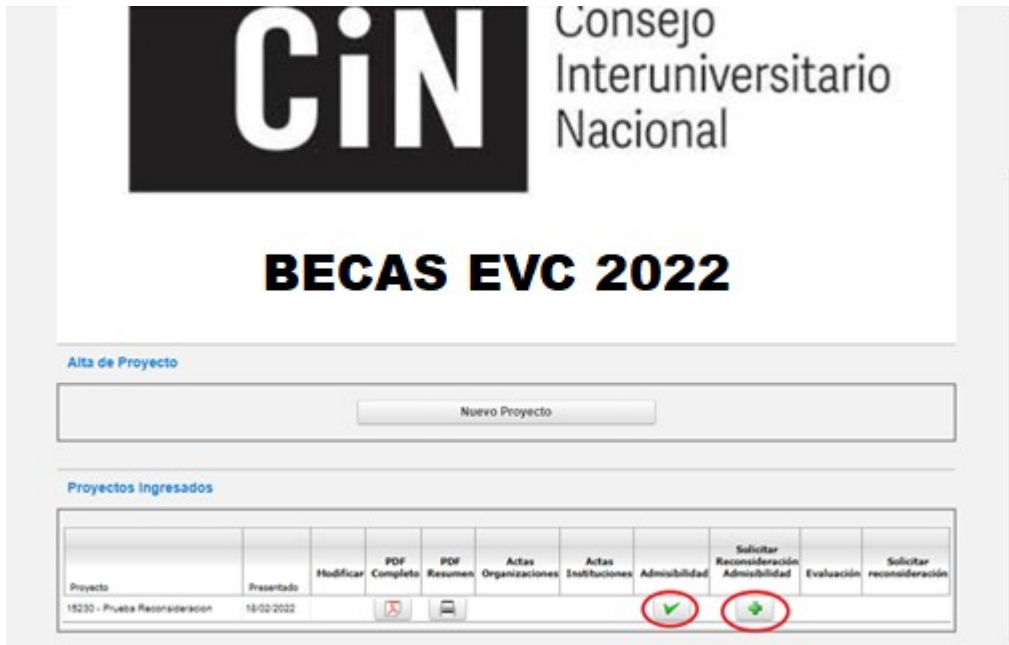 CiN
Consejo
Interuniversitario
Nacional
BECAS EVC 2022
Alta de Proyecto
Nuevo Proyecto
Proyectos Ingresados
Proyecto Presentado Modificar PDF Completo PDF Resumen Actas Organizaciones Actas Instituciones Admisibilidad Solicitar Reconsideración Admisibilidad Evaluación Solicitar reconsideración
15230 - Prueba Reconsideracion 18/02/2022